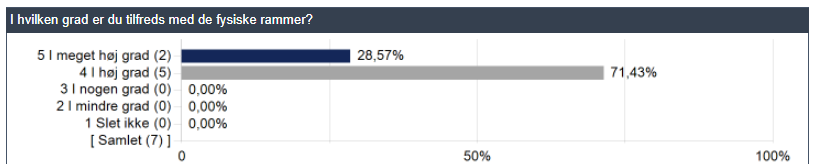 I hvilken grad er du tilfreds med de fysiske rammer?
5 I meget høj grad (2) 28,57%
4 I høj grad (5) 71,43%
3 I nogen grad (0) 0,00%
2 I mindre grad (0) 0,00%
1 Slet ikke (0) 0,00%
[ Samlet (7) ]
0 50% 100%